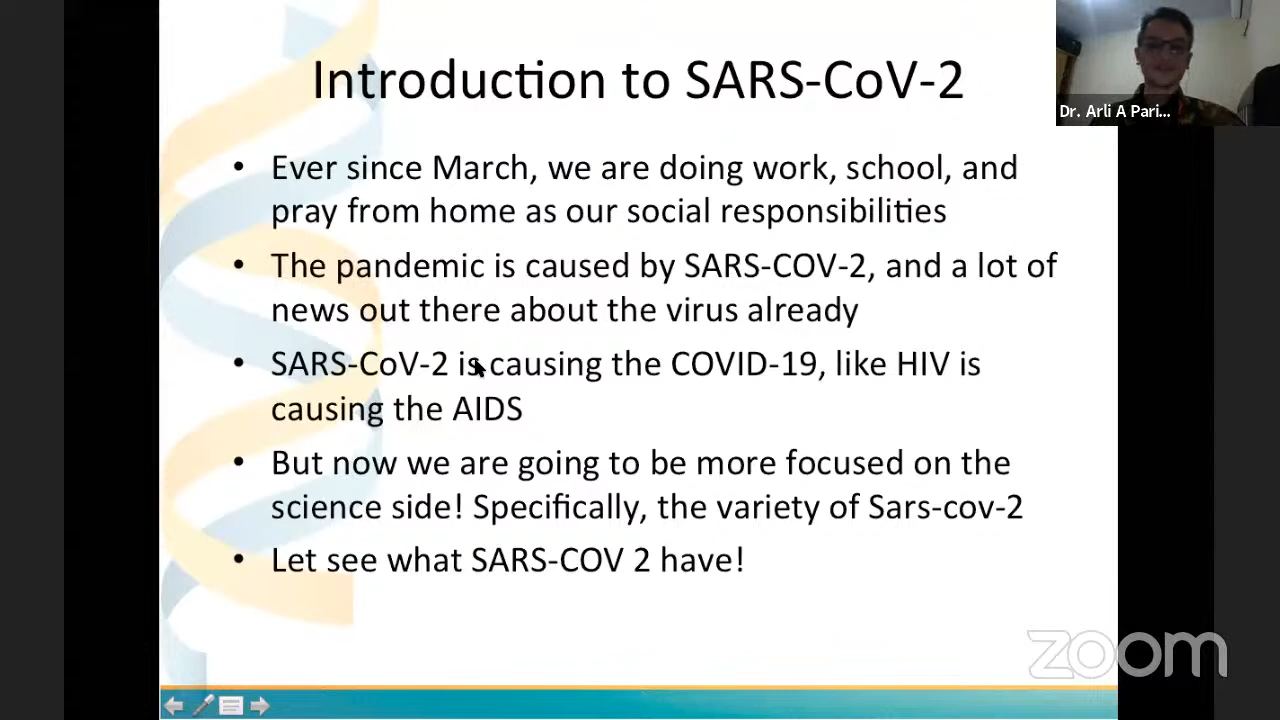 Introduction to SARS-CoV-2
Dr. Arli A Pari...
• Ever since March, we are doing work, school, and
pray from home as our social responsibilities
• The pandemic is caused by SARS-COV-2, and a lot of
news out there about the virus already
• SARS-CoV-2 is causing the COVID-19, like HIV is
causing the AIDS
• But now we are going to be more focused on the
science side! Specifically, the variety of Sars-cov-2
• Let see what SARS-COV 2 have!
zoom